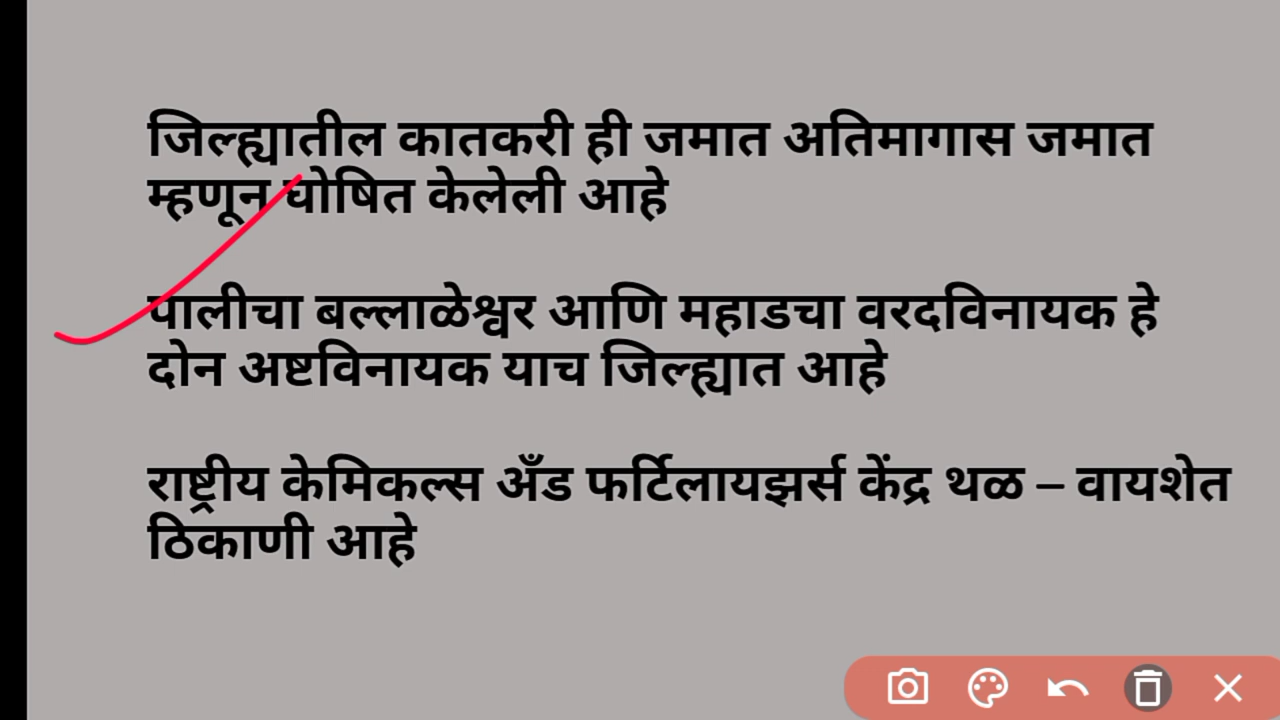 जिल्ह्यातील कातकरी ही जमात अतिमागास जमात
म्हणून घोषित केलेली आहे
पालीचा बल्लाळेश्वर आणि महाडचा वरदविनायक हे
दोन अष्टविनायक याच जिल्ह्यात आहे
राष्ट्रीय केमिकल्स अँड फर्टिलायझर्स केंद्र थळ – वायशेत
ठिकाणी आहे